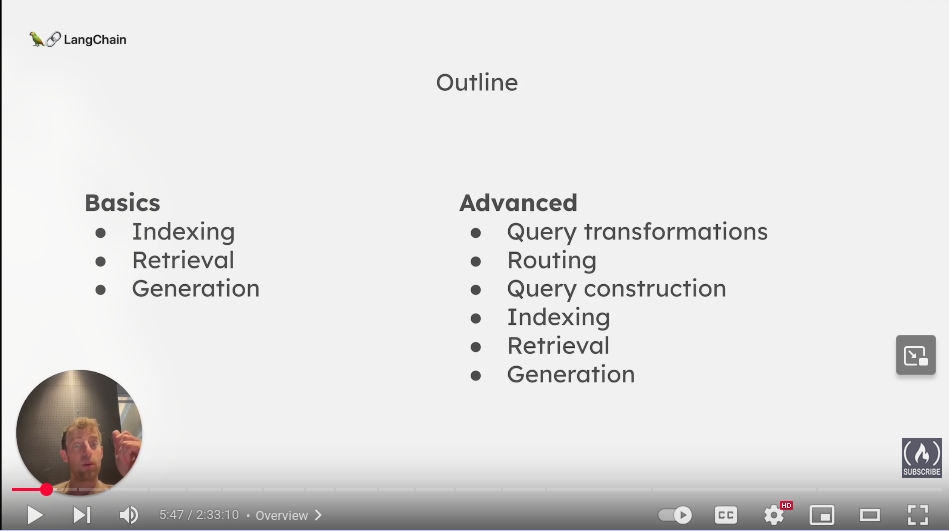 LangChain
Outline
Basics
● Indexing
● Retrieval
● Generation
Advanced
● Query transformations
● Routing
● Query construction
● Indexing
● Retrieval
● Generation
SUBSCRIBE
5:47 / 2:33:10 • Overview
CC
HD